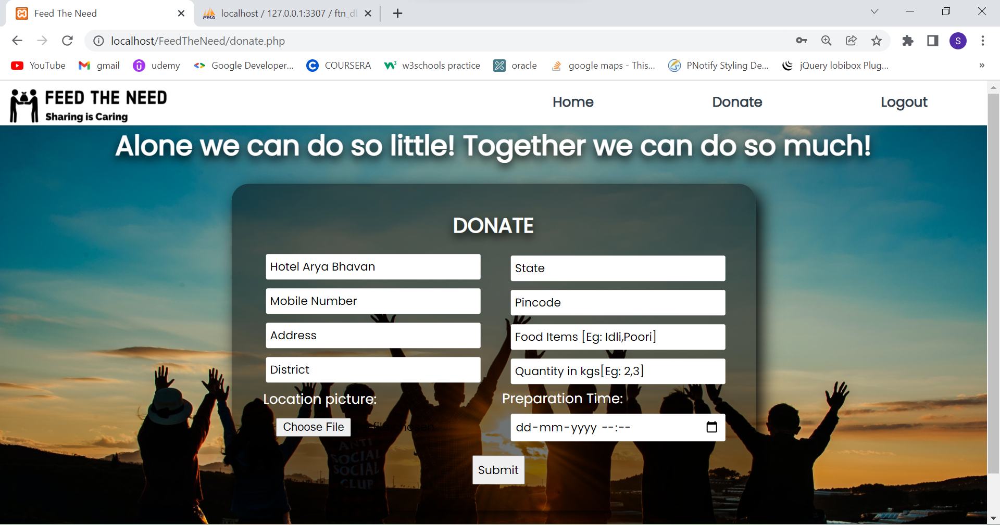 Feed The Need
localhost / 127.0.0.1:3307 / ftn_d
localhost/FeedTheNeed/donate.php
S
YouTube
gmail
udemy
Google Developer...
COURSERA
w3schools practice
oracle
google maps - This...
PNotify Styling De...
jQuery lobibox Plug...
»
FEED THE NEED
Sharing is Caring
Home
Donate
Logout
Alone we can do so little! Together we can do so much!
DONATE
Hotel Arya Bhavan
State
Mobile Number
Pincode
Address
Food Items [Eg: Idli,Poori]
District
Quantity in kgs[Eg: 2,3]
Location picture:
Preparation Time:
Choose File
file chosen
dd-mm-yyyy --:--
ANTI
SOCIAL
SOCIAL
CLUB
Submit